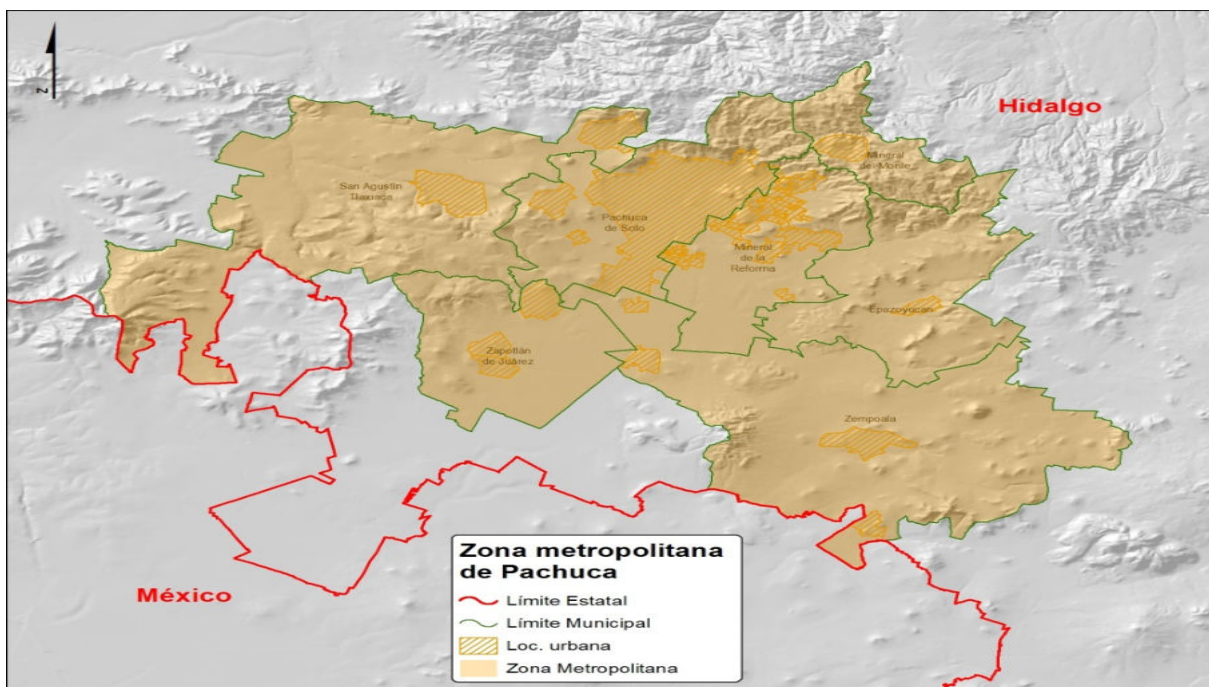 Z
Hidalgo
Mineral
del Monte
San Agustín
Tlaxiaca
Pachuca
de Soto
Mineral
de la
Reforma
Epazoyucan
Zapotlán
de Juárez
Zempoala
México
Zona metropolitana
de Pachuca
Límite Estatal
Límite Municipal
Loc. urbana
Zona Metropolitana